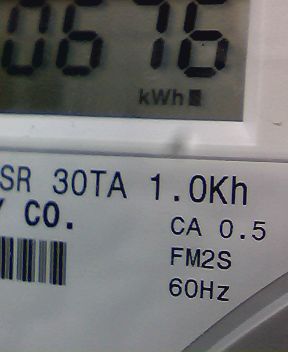 0676
kWh
SR 30TA 1.0Kh
Y CO.
CA 0.5
FM2S
60Hz